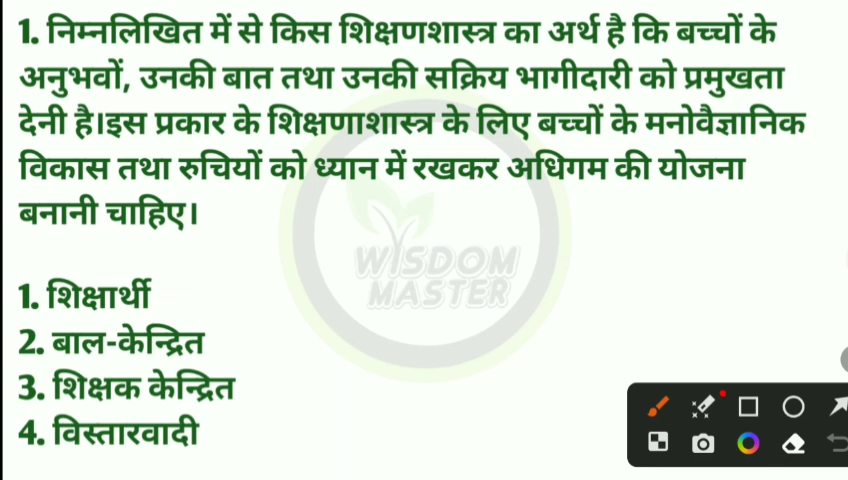 1. निम्नलिखित में से किस शिक्षणशास्त्र का अर्थ है कि बच्चों के
अनुभवों, उनकी बात तथा उनकी सक्रिय भागीदारी को प्रमुखता
देनी है।इस प्रकार के शिक्षणाशास्त्र के लिए बच्चों के मनोवैज्ञानिक
विकास तथा रुचियों को ध्यान में रखकर अधिगम की योजना
बनानी चाहिए।
WISDOM
MASTER
1. शिक्षार्थी
2. बाल-केन्द्रित
3. शिक्षक केन्द्रित
4. विस्तारवादी